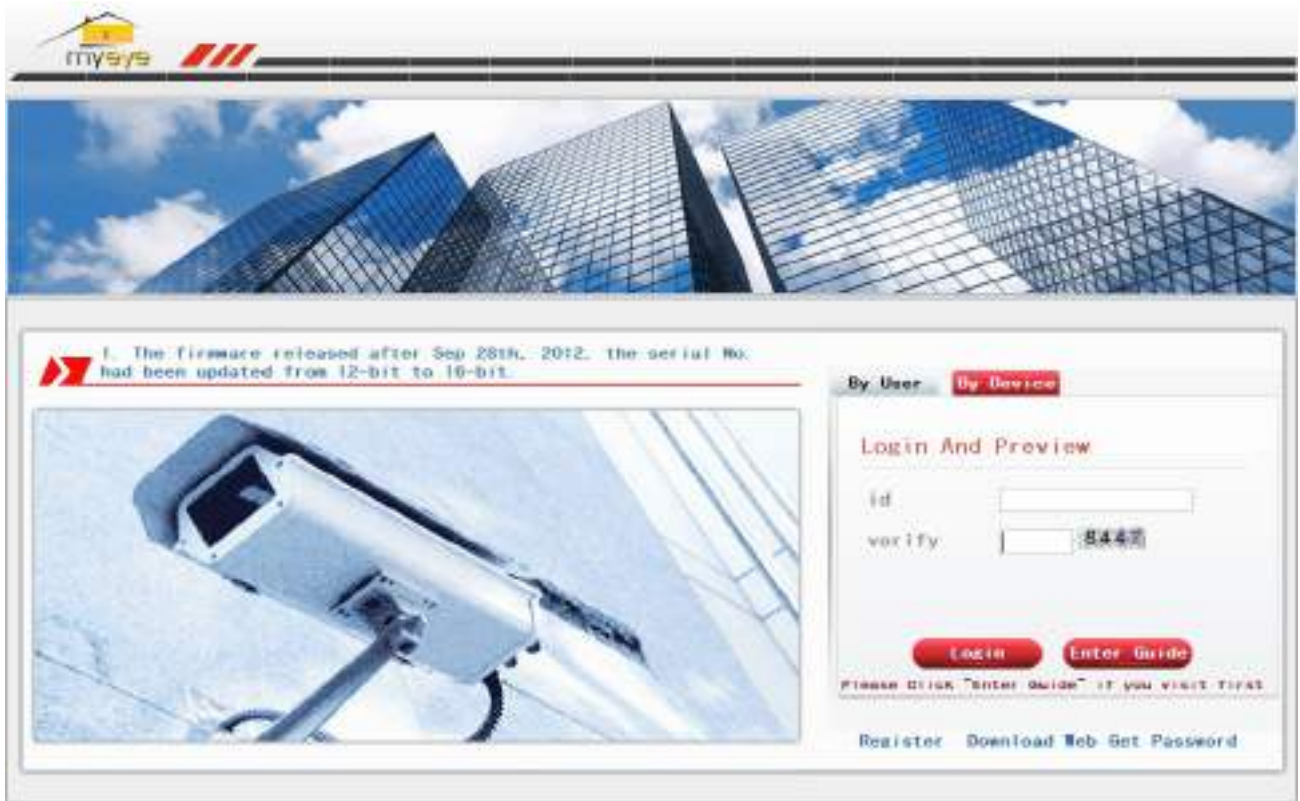 myeye
1. The firmware released after Sep 28th, 2012, the serial No.
had been updated from 12-bit to 16-bit.
By User By Device
Login And Preview
id
vorify
Login Enter Guide
Please Click "Enter Guide" if you visit first
Register Download Web Get Password